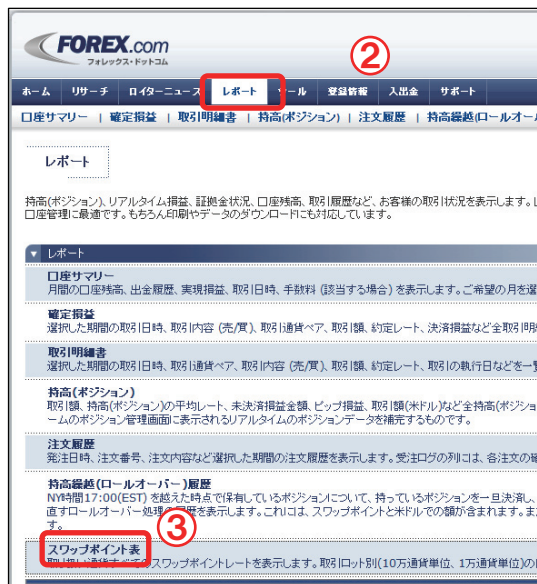 FOREX.com
フォレックス・ドットコム
②
ホーム リサーチ ロイターニュース レポート ール 登録情報 入出金 サポート
口座サマリー | 確定損益 | 取引明細書 | 持高(ポジション) | 注文履歴 | 持高繰越(ロールオー
レポート
持高(ポジション)、リアルタイム損益、証拠金状況、口座残高、取引履歴など、お客様の取引状況を表示します。
口座管理に最適です。もちろん印刷やデータのダウンロードにも対応しています。
▼ レポート
口座サマリー
月間の口座残高、出金履歴、実現損益、取引日時、手数料 (該当する場合) を表示します。ご希望の月を選
確定損益
選択した期間の取引日時、取引内容 (売/買)、取引通貨ペア、取引額、約定レート、決済損益など全取引明
取引明細書
選択した期間の取引日時、取引通貨ペア、取引内容 (売/買)、取引額、約定レート、取引の執行日などを一
持高(ポジション)
取引額、持高(ポジション)の平均レート、未決済損益金額、ピップ損益、取引額(米ドル)など全持高(ポジショ
ームのポジション管理画面に表示されるリアルタイムのポジションデータを補完するものです。
注文履歴
発注日時、注文番号、注文内容など選択した期間の注文履歴を表示します。受注ログの列には、各注文の
持高繰越(ロールオーバー)履歴
NY時間17:00(EST) を越えた時点で保有しているポジションについて、持っているポジションを一旦決済し、
直すロールオーバー処理の履歴を表示します。これには、スワップポイントと米ドルでの額が含まれます。ま
す。
③
スワップポイント表
スワップポイントレートを表示します。取引ロット別(10万通貨単位、1万通貨単位)の